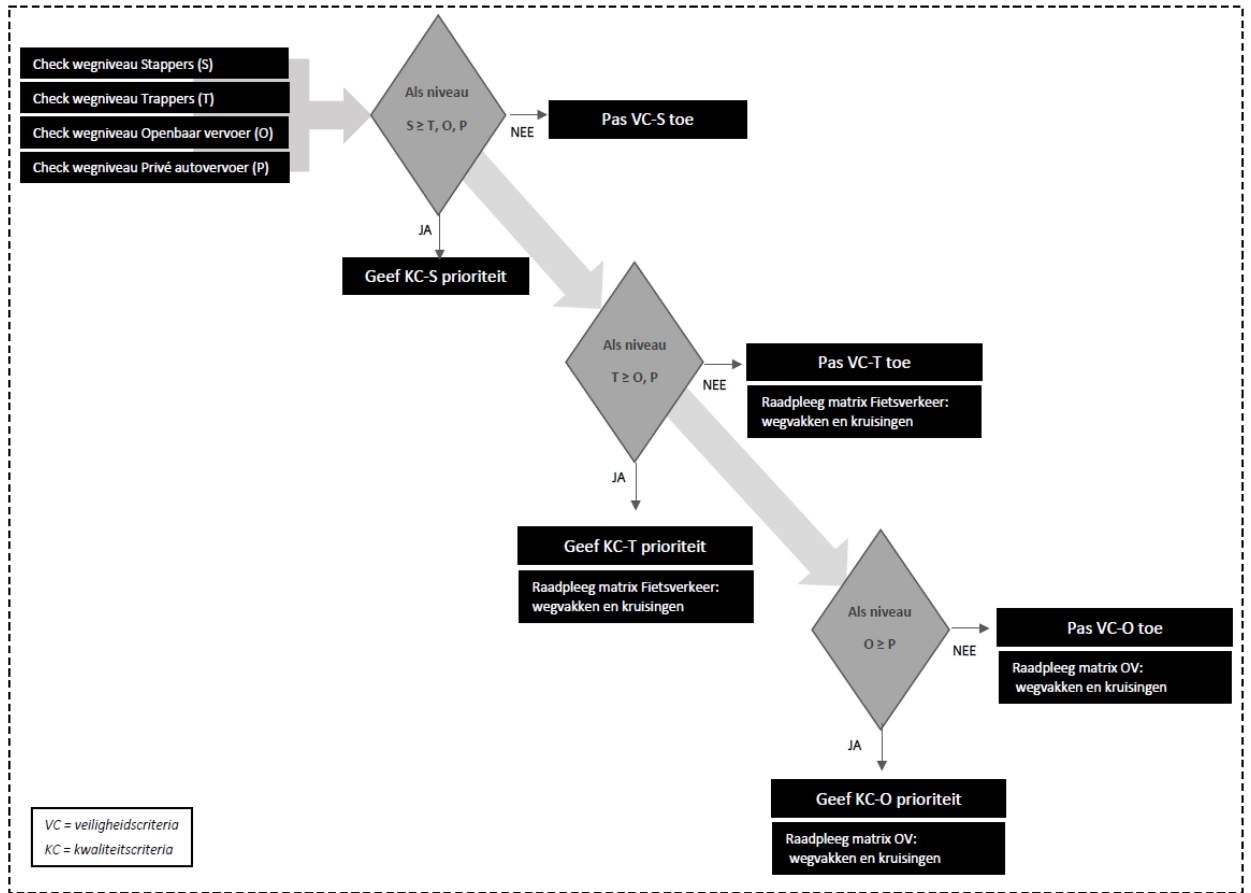 Check wegniveau Stappers (S)
Check wegniveau Trappers (T)
Check wegniveau Openbaar vervoer (O)
Check wegniveau Privé autovervoer (P)
Als niveau
S ≥ T, O, P
NEE
Pas VC-S toe
JA
Geef KC-S prioriteit
Als niveau
T ≥ O, P
NEE
Pas VC-T toe
Raadpleeg matrix Fietsverkeer:
wegvakken en kruisingen
JA
Geef KC-T prioriteit
Raadpleeg matrix Fietsverkeer:
wegvakken en kruisingen
Als niveau
O ≥ P
NEE
Pas VC-O toe
Raadpleeg matrix OV:
wegvakken en kruisingen
JA
Geef KC-O prioriteit
Raadpleeg matrix OV:
wegvakken en kruisingen
VC = veiligheidscriteria
KC = kwaliteitscriteria